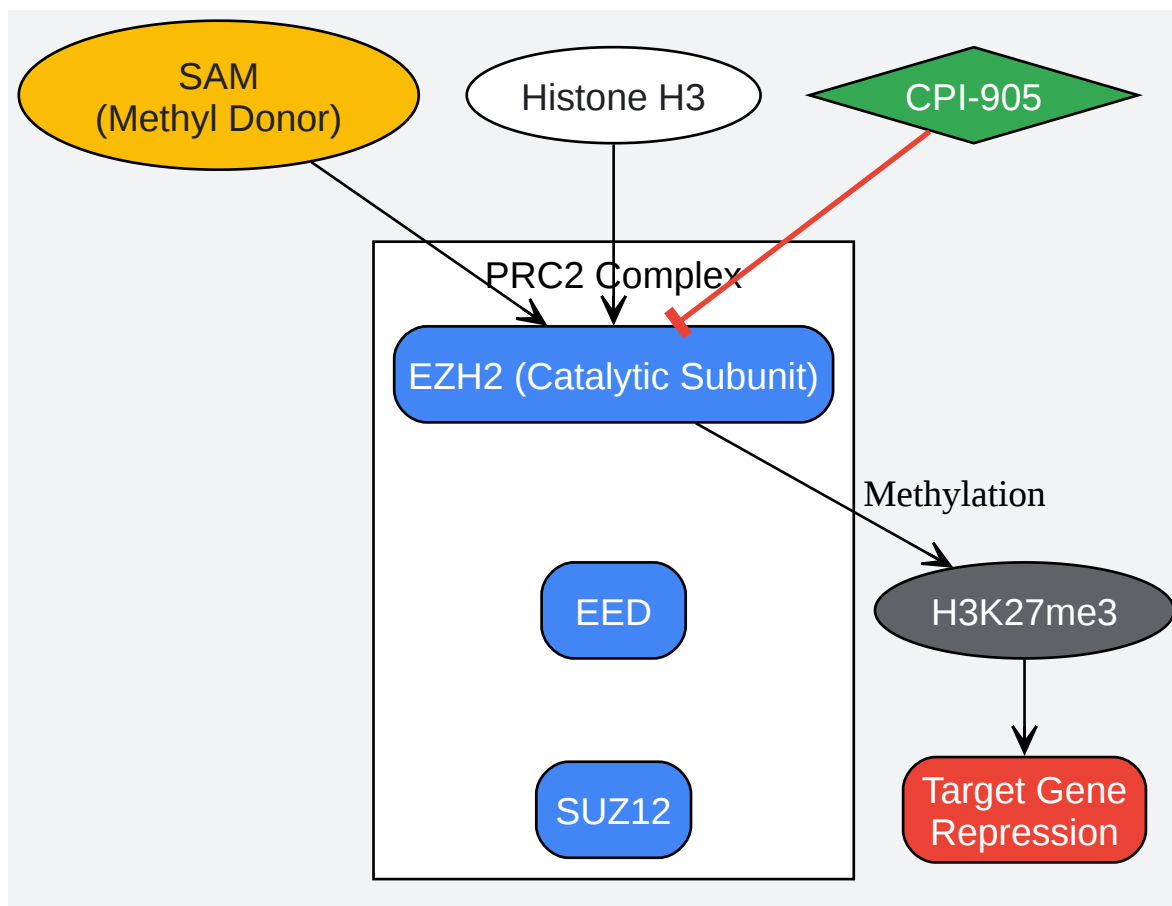 SAM
(Methyl Donor)
Histone H3
CPI-905
PRC2 Complex
EZH2 (Catalytic Subunit)
Methylation
EED
H3K27me3
SUZ12
Target Gene
Repression